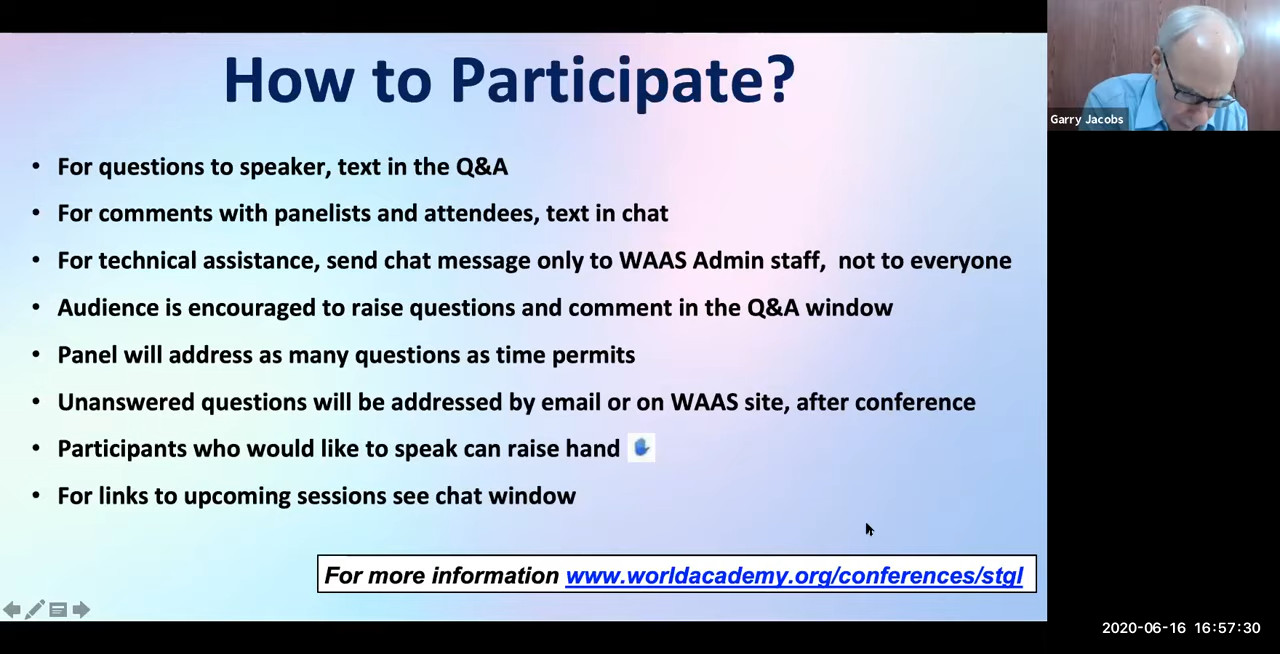 How to Participate?
Garry Jacobs
• For questions to speaker, text in the Q&A
• For comments with panelists and attendees, text in chat
• For technical assistance, send chat message only to WAAS Admin staff,  not to everyone
• Audience is encouraged to raise questions and comment in the Q&A window
• Panel will address as many questions as time permits
• Unanswered questions will be addressed by email or on WAAS site, after conference
• Participants who would like to speak can raise hand
• For links to upcoming sessions see chat window
For more information www.worldacademy.org/conferences/stgl
2020-06-16 16:57:30